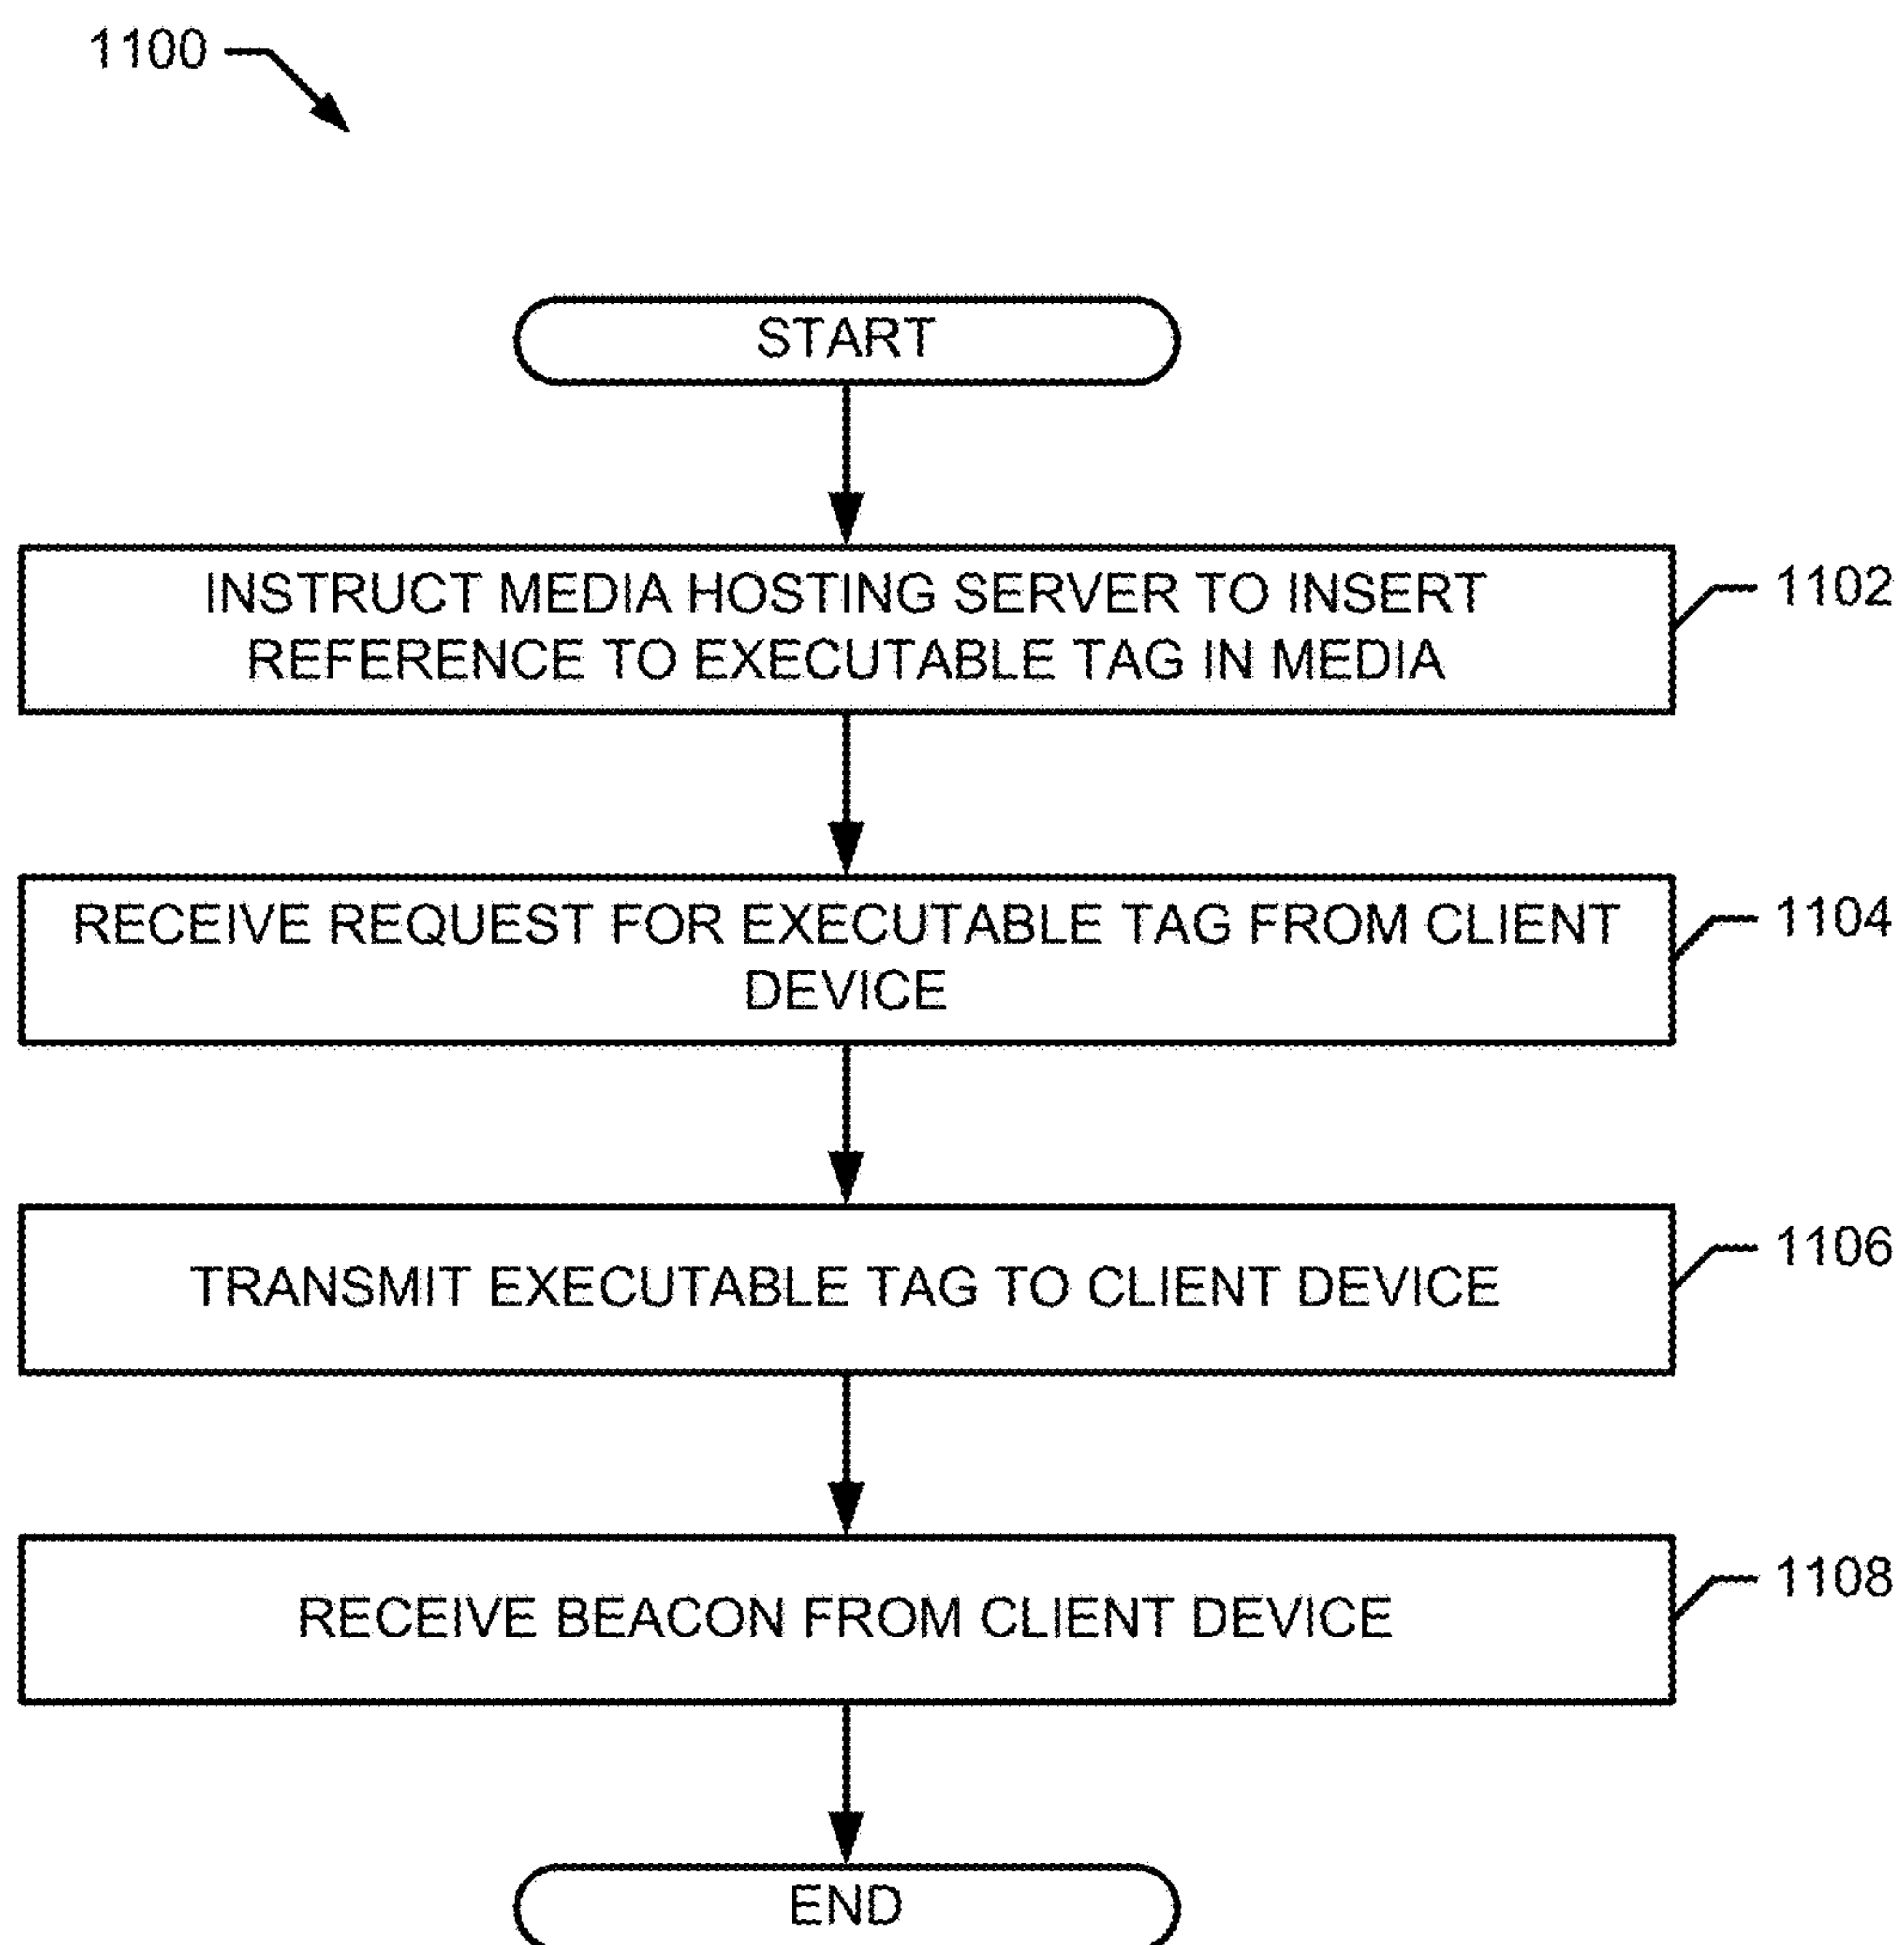 1100
START
INSTRUCT MEDIA HOSTING SERVER TO INSERT
REFERENCE TO EXECUTABLE TAG IN MEDIA
1102
RECEIVE REQUEST FOR EXECUTABLE TAG FROM CLIENT
DEVICE
1104
TRANSMIT EXECUTABLE TAG TO CLIENT DEVICE
1106
RECEIVE BEACON FROM CLIENT DEVICE
1108
END